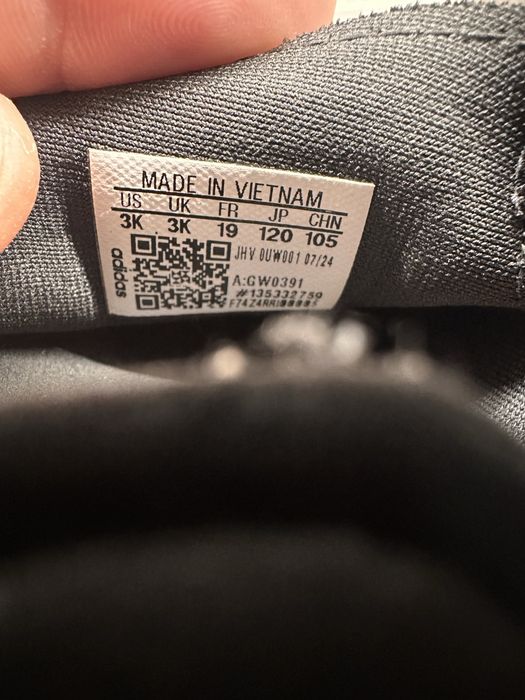 MADE IN VIETNAM
US UK FR JP CHN
3K 3K 19 120 105
adidas
JHV 0UW001 07/24
A:GW0391
#135332759